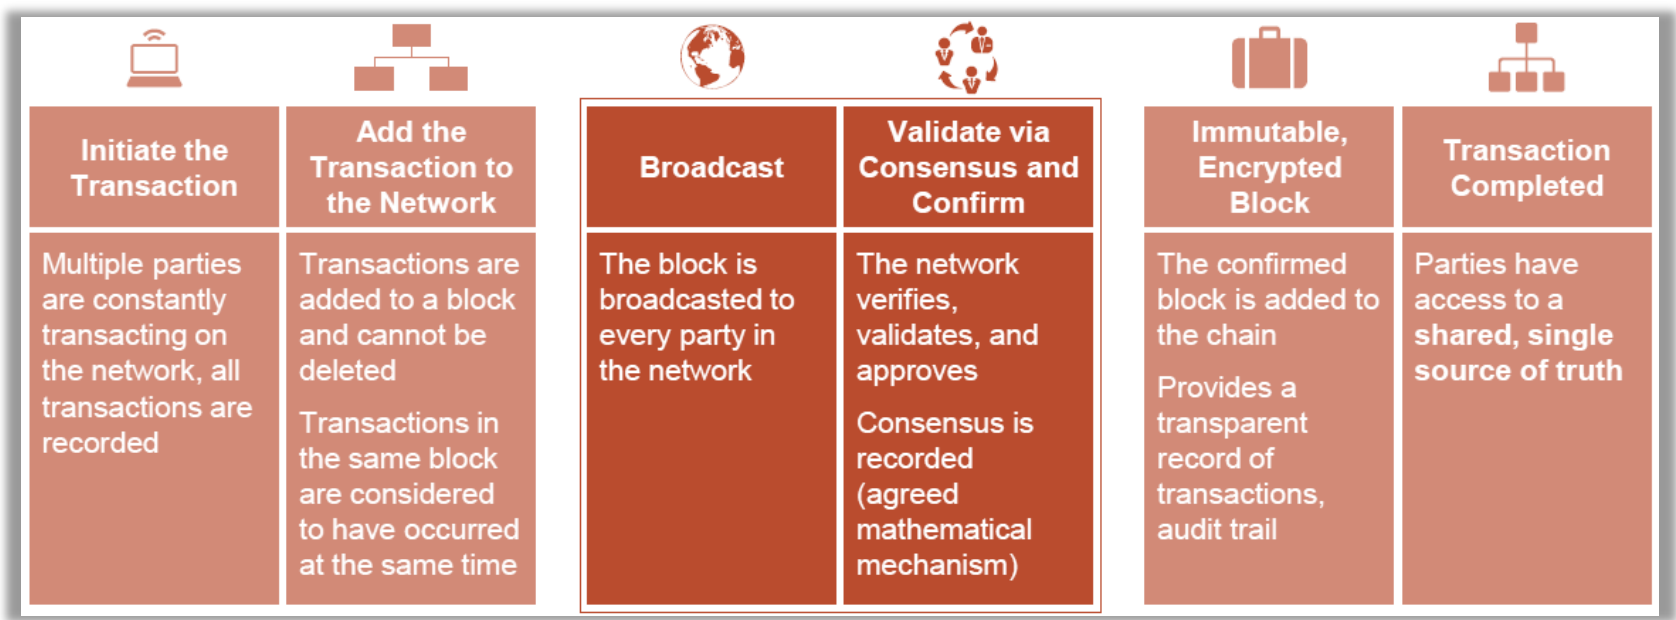 Initiate the
Transaction
Add the
Transaction to
the Network
Broadcast
Validate via
Consensus and
Confirm
Immutable,
Encrypted
Block
Transaction
Completed
Multiple parties
are constantly
transacting on
the network, all
transactions are
recorded
Transactions are
added to a block
and cannot be
deleted
Transactions in
the same block
are considered
to have occurred
at the same time
The block is
broadcasted to
every party in
the network
The network
verifies,
validates, and
approves
Consensus is
recorded
(agreed
mathematical
mechanism)
The confirmed
block is added to
the chain
Provides a
transparent
record of
transactions,
audit trail
Parties have
access to a
shared, single
source of truth